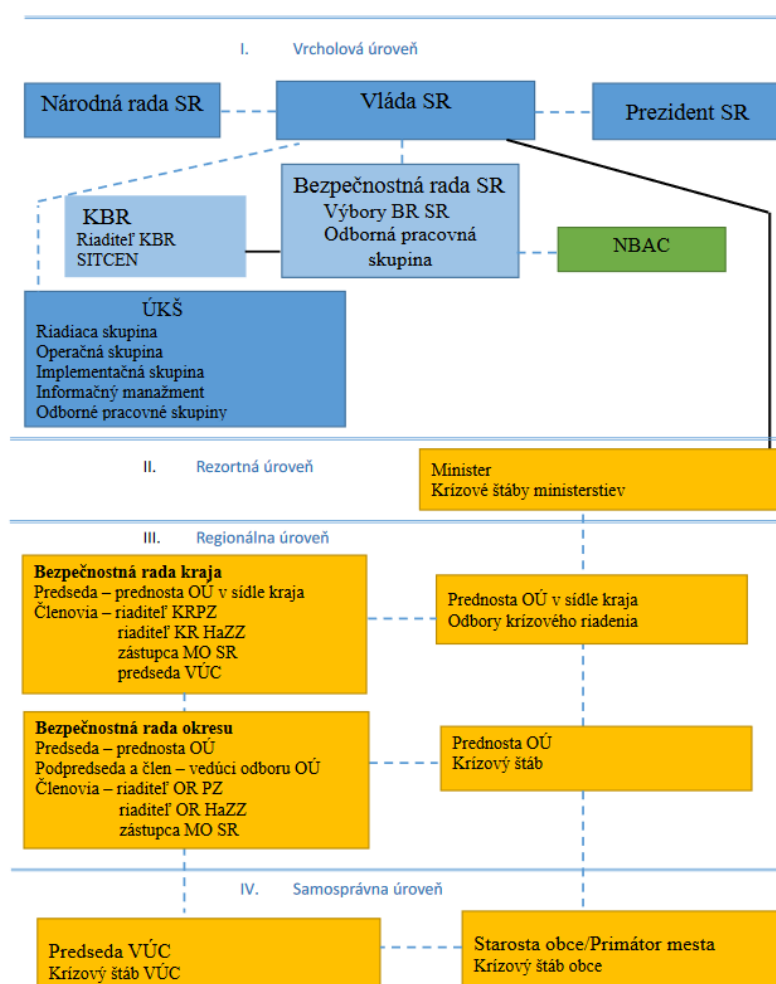 I. Vrcholová úroveň
Národná rada SR
Vláda SR
Prezident SR
KBR
Riaditeľ KBR
SITCEN
Bezpečnostná rada SR
Výbory BR SR
Odborná pracovná
skupina
NBAC
ÚKŠ
Riadiaca skupina
Operačná skupina
Implementačná skupina
Informačný manažment
Odborné pracovné skupiny
II. Rezortná úroveň
Minister
Krízové štáby ministerstiev
III. Regionálna úroveň
Bezpečnostná rada kraja
Predseda – prednosta OÚ v sídle kraja
Členovia – riaditeľ KRPZ
riaditeľ KR HaZZ
zástupca MO SR
predseda VÚC
Prednosta OÚ v sídle kraja
Odbory krízového riadenia
Bezpečnostná rada okresu
Predseda – prednosta OÚ
Podpredseda a člen – vedúci odboru OÚ
Členovia – riaditeľ OR PZ
riaditeľ OR HaZZ
zástupca MO SR
Prednosta OÚ
Krízový štáb
IV. Samosprávna úroveň
Predseda VÚC
Krízový štáb VÚC
Starosta obce/Primátor mesta
Krízový štáb obce